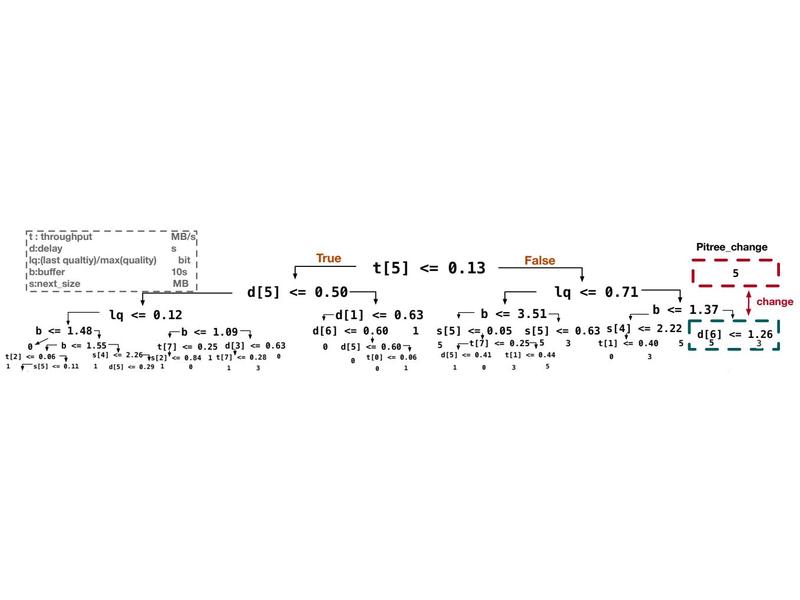 t : throughput MB/s
d:delay s
lq:(last qualtiy)/max(quality) bit
b:buffer 10s
s:next_size MB
Pitree_change
True
False
t[5] <= 0.13
5
change
d[5] <= 0.50
lq <= 0.71
lq <= 0.12
d[1] <= 0.63
b <= 3.51
b <= 1.37
b <= 1.48
b <= 1.09
d[6] <= 0.60
1
s[5] <= 0.05
s[5] <= 0.63
s[4] <= 2.22
d[6] <= 1.26
0
b <= 1.55
t[7] <= 0.25
d[3] <= 0.63
0
d[5] <= 0.60
5
t[7] <= 0.25
5
3
t[1] <= 0.40
5
5
3
t[2] <= 0.06
s[4] <= 2.26
s[2] <= 0.84
1
t[7] <= 0.28
0
0
t[0] <= 0.06
d[5] <= 0.41
t[1] <= 0.44
0
3
1
s[5] <= 0.11
1
d[5] <= 0.29
1
0
1
3
0
1
1
0
3
5